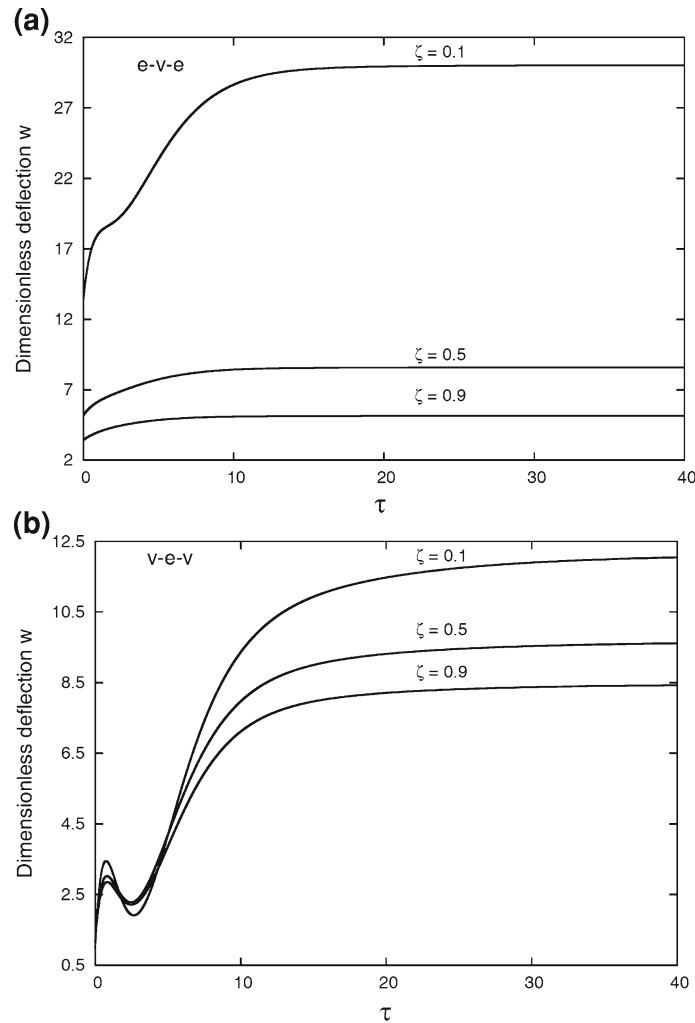 (a)
32
27
22
17
12
7
2
Dimensionless deflection w
e-v-e
ζ = 0.1
ζ = 0.5
ζ = 0.9
0 10 20 30 40
τ
(b)
12.5
10.5
8.5
6.5
4.5
2.5
0.5
Dimensionless deflection w
v-e-v
ζ = 0.1
ζ = 0.5
ζ = 0.9
0 10 20 30 40
τ